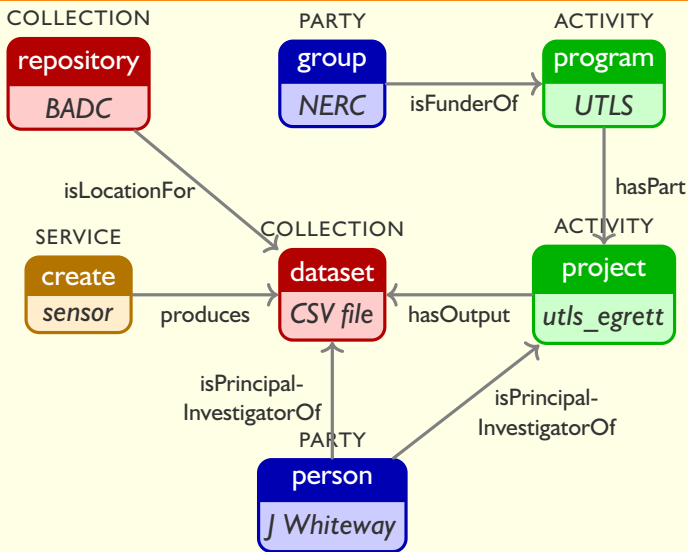 COLLECTION
repository
BADC
PARTY
group
NERC
isFunderOf
ACTIVITY
program
UTLS
isLocationFor
hasPart
SERVICE
create
sensor
produces
COLLECTION
dataset
CSV file
hasOutput
ACTIVITY
project
utls_egrett
isPrincipal-
InvestigatorOf
isPrincipal-
InvestigatorOf
PARTY
person
J Whiteway